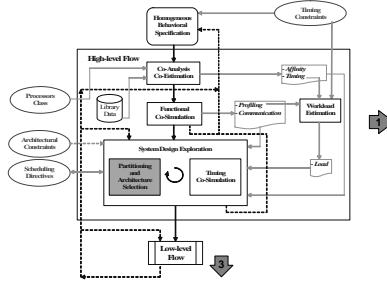 Homogeneous
Behavioral
Specification
Timing
Constraints
High-level Flow
Co-Analysis
Co-Estimation
- Affinity
- Timing
Processors
Class
Library
Data
Functional
Co-Simulation
- Profiling
- Communication
Workload
Estimation
1
Architectural
Constraints
System Design Exploration
Scheduling
Directives
Partitioning
and
Architecture
Selection
Timing
Co-Simulation
- Load
Low-level
Flow
3